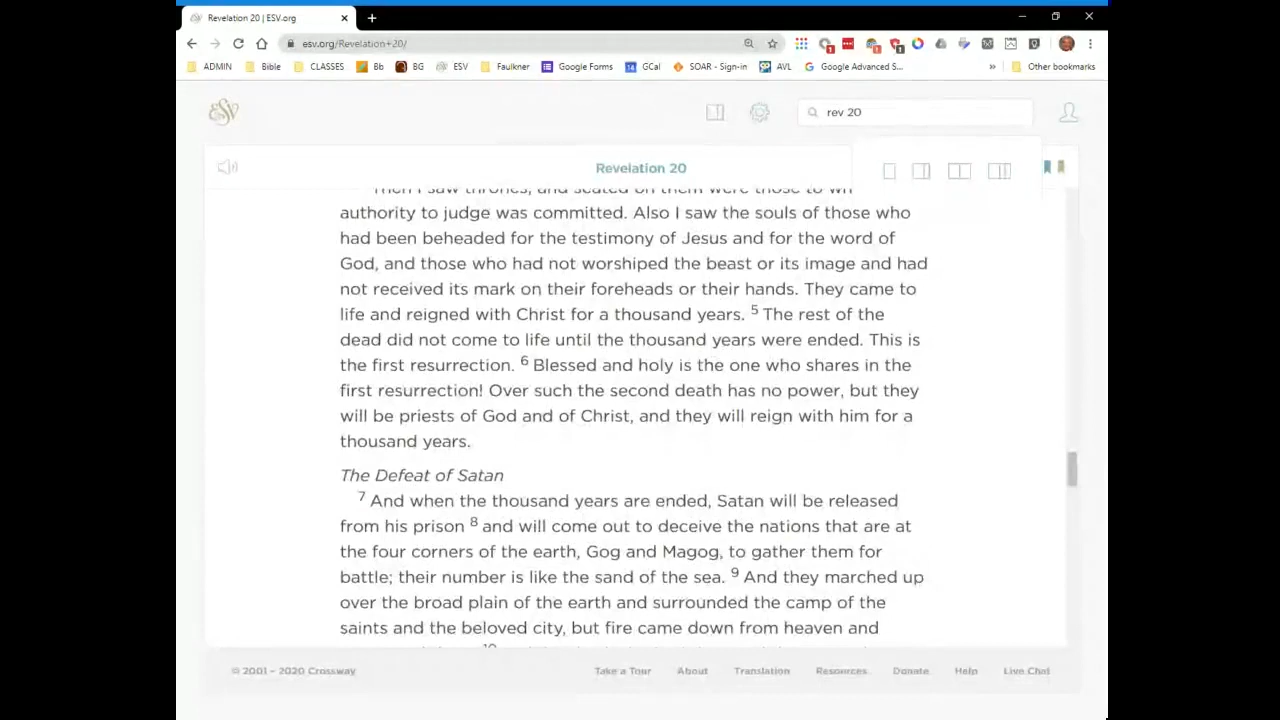 Revelation 20 | ESV.org
esv.org/Revelation+20/
ADMIN Bible CLASSES Bb BG ESV Faulkner Google Forms GCal SOAR - Sign-in AVL Google Advanced S... » Other bookmarks
ESV rev 20
Revelation 20
Then I saw thrones, and seated on them were those to wh
authority to judge was committed. Also I saw the souls of those who
had been beheaded for the testimony of Jesus and for the word of
God, and those who had not worshiped the beast or its image and had
not received its mark on their foreheads or their hands. They came to
life and reigned with Christ for a thousand years. 5 The rest of the
dead did not come to life until the thousand years were ended. This is
the first resurrection. 6 Blessed and holy is the one who shares in the
first resurrection! Over such the second death has no power, but they
will be priests of God and of Christ, and they will reign with him for a
thousand years.
The Defeat of Satan
7 And when the thousand years are ended, Satan will be released
from his prison 8 and will come out to deceive the nations that are at
the four corners of the earth, Gog and Magog, to gather them for
battle; their number is like the sand of the sea. 9 And they marched up
over the broad plain of the earth and surrounded the camp of the
saints and the beloved city, but fire came down from heaven and
10
© 2001 – 2020 Crossway Take a Tour About Translation Resources Donate Help Live Chat